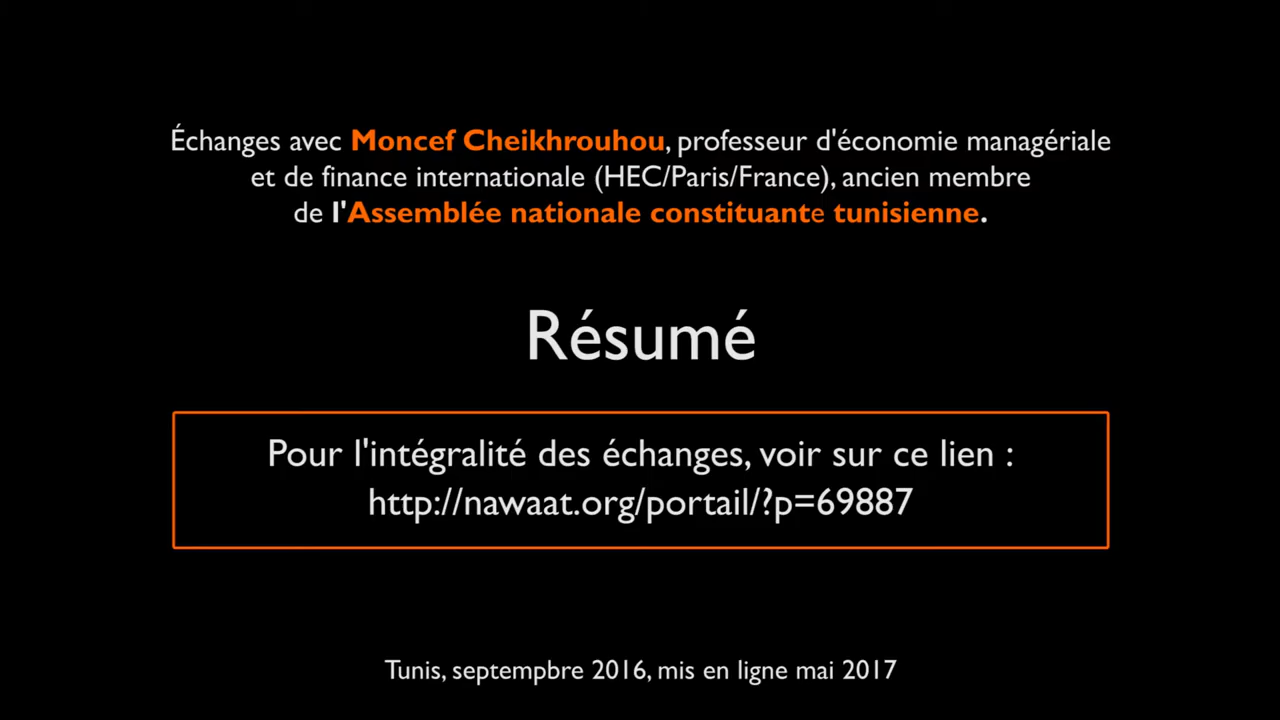 Échanges avec Moncef Cheikhrouhou, professeur d'économie managériale
et de finance internationale (HEC/Paris/France), ancien membre
de l'Assemblée nationale constituante tunisienne.
Résumé
Pour l'intégralité des échanges, voir sur ce lien :
http://nawaat.org/portail/?p=69887
Tunis, septempbre 2016, mis en ligne mai 2017